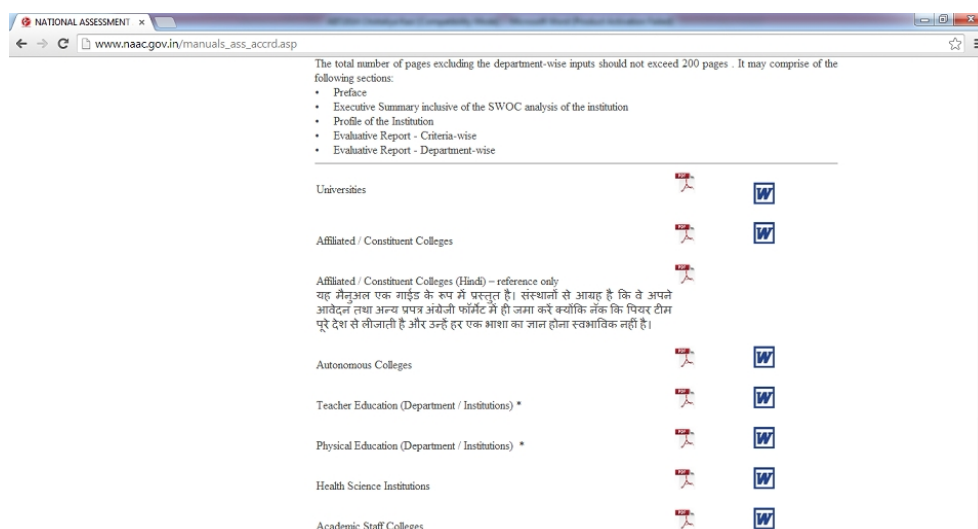 NATIONAL ASSESSMENT
www.naac.gov.in/manuals_ass_accrd.asp
The total number of pages excluding the department-wise inputs should not exceed 200 pages . It may comprise of the
following sections:
• Preface
• Executive Summary inclusive of the SWOC analysis of the institution
• Profile of the Institution
• Evaluative Report - Criteria-wise
• Evaluative Report - Department-wise
Universities
Affiliated / Constituent Colleges
Affiliated / Constituent Colleges (Hindi) – reference only
यह मैनुअल एक गाईड के रूप में प्रस्तुत है। संस्थानों से आग्रह है कि वे अपने
आवेदन तथा अन्य प्रपत्र अंग्रेजी फॉर्मेट में ही जमा करें क्योंकि नॅक कि पियर टीम
पूरे देश से लीजाती है और उन्हें हर एक भाशा का ज्ञान होना स्वभाविक नहीं है।
Autonomous Colleges
Teacher Education (Department / Institutions) *
Physical Education (Department / Institutions) *
Health Science Institutions
Academic Staff Colleges